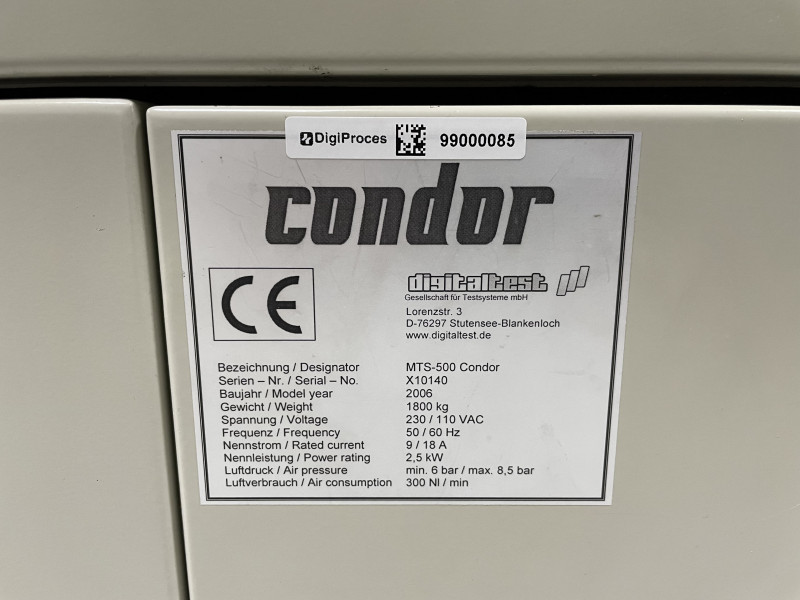 DigiProces 99000085
condor
CE
digitaltest
Gesellschaft für Testsysteme mbH
Lorenzstr. 3
D-76297 Stutensee-Blankenloch
www.digitaltest.de
Bezeichnung / Designator MTS-500 Condor
Serien – Nr. / Serial – No. X10140
Baujahr / Model year 2006
Gewicht / Weight 1800 kg
Spannung / Voltage 230 / 110 VAC
Frequenz / Frequency 50 / 60 Hz
Nennstrom / Rated current 9 / 18 A
Nennleistung / Power rating 2,5 kW
Luftdruck / Air pressure min. 6 bar / max. 8,5 bar
Luftverbrauch / Air consumption 300 Nl / min